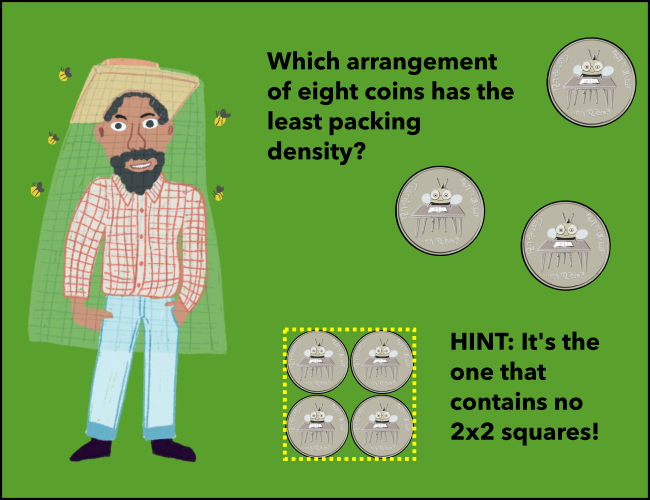 Which arrangement
of eight coins has the
least packing
density?
HINT: It's the
one that
contains no
2x2 squares!